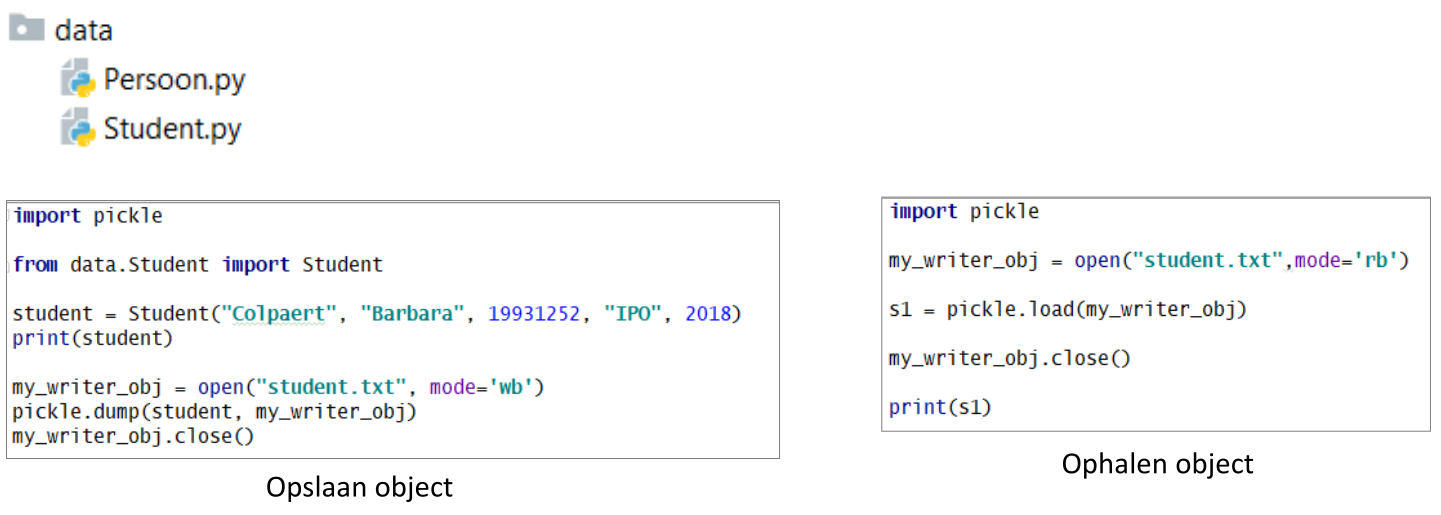 data
Persoon.py
Student.py
import pickle
from data.Student import Student
student = Student("Colpaert", "Barbara", 19931252, "IPO", 2018)
print(student)
my_writer_obj = open("student.txt", mode='wb')
pickle.dump(student, my_writer_obj)
my_writer_obj.close()
Opslaan object
import pickle
my_writer_obj = open("student.txt",mode='rb')
s1 = pickle.load(my_writer_obj)
my_writer_obj.close()
print(s1)
Ophalen object